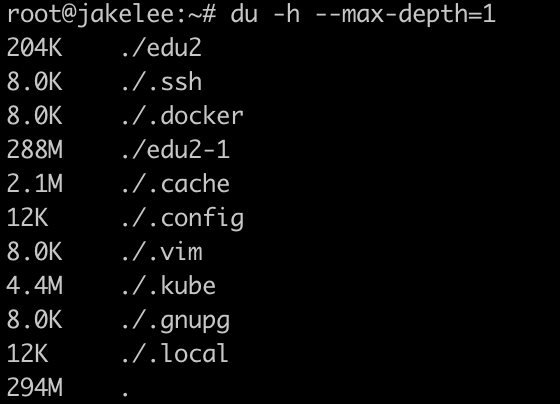 root@jakelee:~# du -h --max-depth=1
204K    ./edu2
8.0K    ./.ssh
8.0K    ./.docker
288M    ./edu2-1
2.1M    ./.cache
12K     ./.config
8.0K    ./.vim
4.4M    ./.kube
8.0K    ./.gnupg
12K     ./.local
294M    .